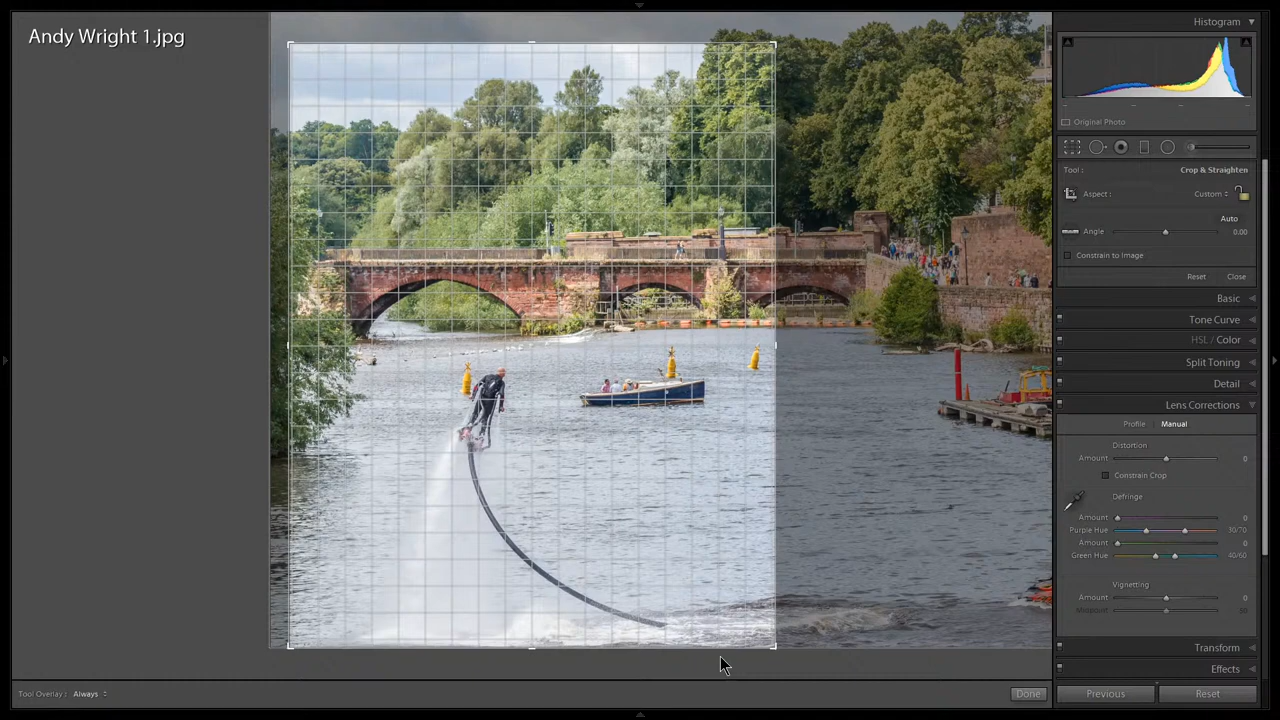 Andy Wright 1.jpg
Histogram
Original Photo
Tool :
Crop & Straighten
Aspect :
Custom
Auto
Angle
0.00
Constrain to Image
Reset
Close
Basic
Tone Curve
HSL / Color
Split Toning
Detail
Lens Corrections
Profile
Manual
Distortion
Amount
0
Constrain Crop
Defringe
Amount
0
Purple Hue
30/70
Amount
0
Green Hue
40/60
Vignetting
Amount
0
Midpoint
50
Transform
Effects
Tool Overlay :
Always
Done
Previous
Reset